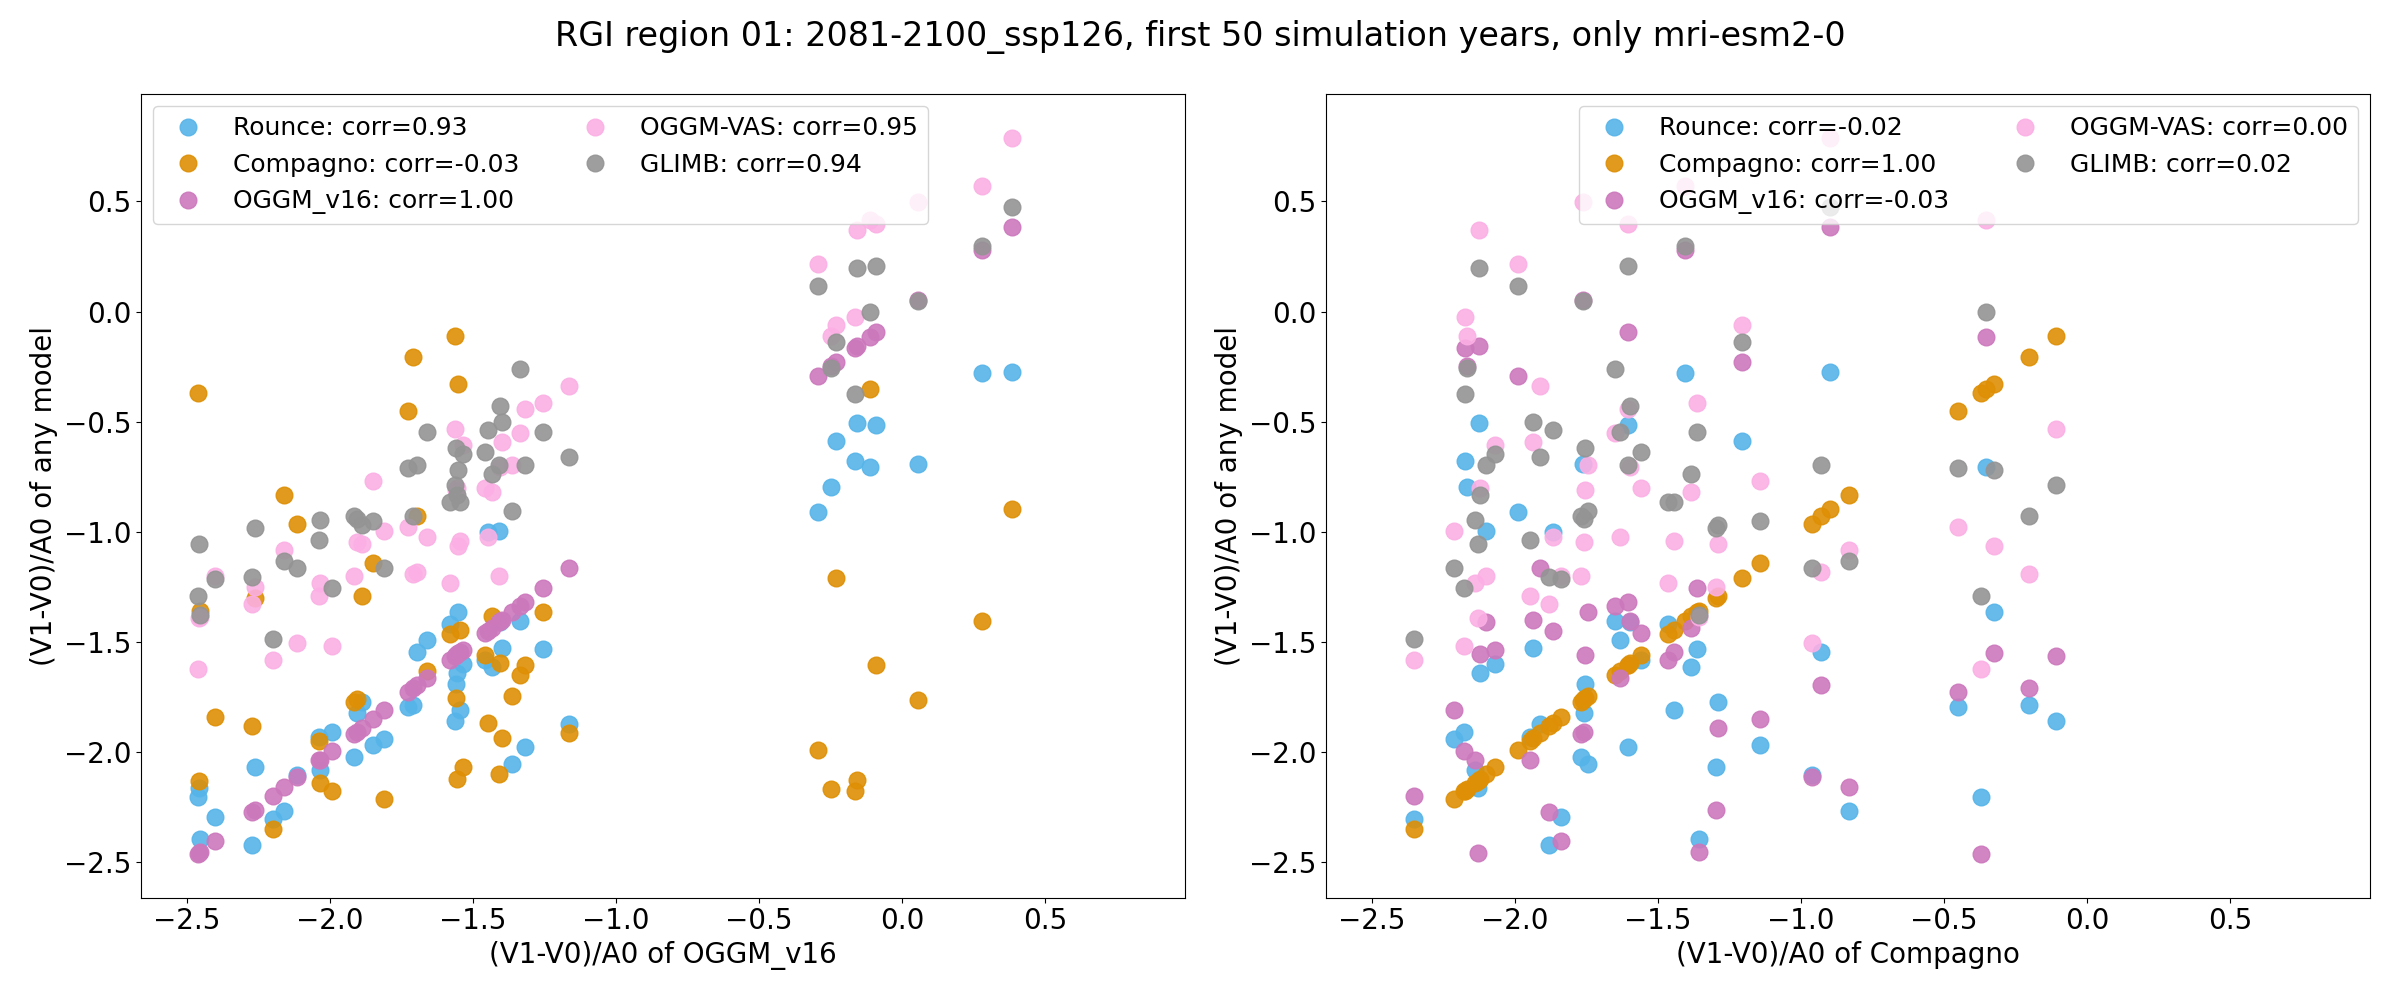 RGI region 01: 2081-2100_ssp126, first 50 simulation years, only mri-esm2-0
Rounce: corr=0.93
Compagno: corr=-0.03
OGGM_v16: corr=1.00
OGGM-VAS: corr=0.95
GLIMB: corr=0.94
(V1-V0)/A0 of any model
0.5
0.0
−0.5
−1.0
−1.5
−2.0
−2.5
−2.5 −2.0 −1.5 −1.0 −0.5 0.0 0.5
(V1-V0)/A0 of OGGM_v16
Rounce: corr=-0.02
Compagno: corr=1.00
OGGM_v16: corr=-0.03
OGGM-VAS: corr=0.00
GLIMB: corr=0.02
(V1-V0)/A0 of any model
0.5
0.0
−0.5
−1.0
−1.5
−2.0
−2.5
−2.5 −2.0 −1.5 −1.0 −0.5 0.0 0.5
(V1-V0)/A0 of Compagno